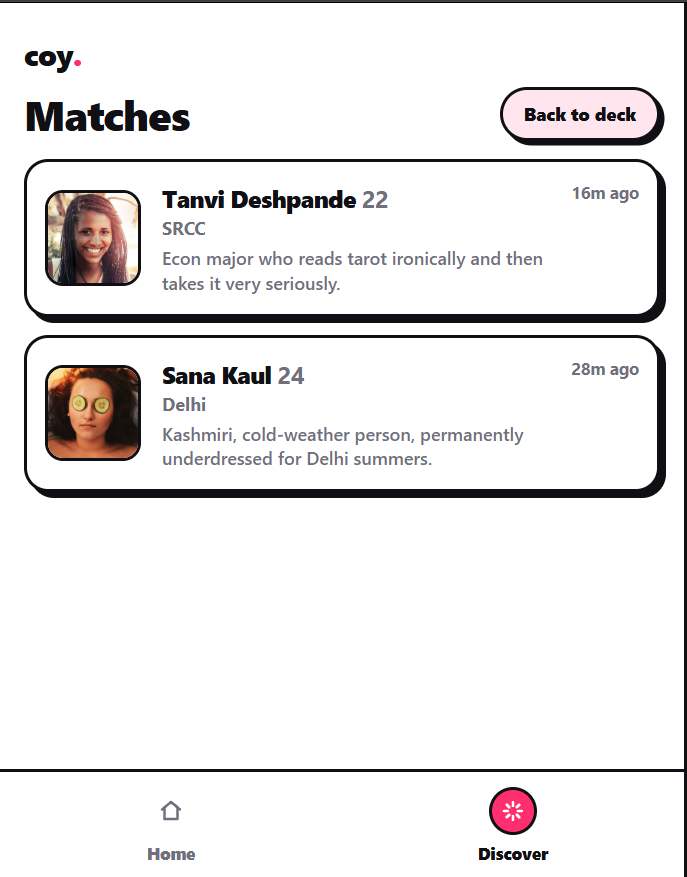 coy.
Matches
Back to deck
Tanvi Deshpande 22
16m ago
SRCC
Econ major who reads tarot ironically and then
takes it very seriously.
Sana Kaul 24
28m ago
Delhi
Kashmiri, cold-weather person, permanently
underdressed for Delhi summers.
Home
Discover